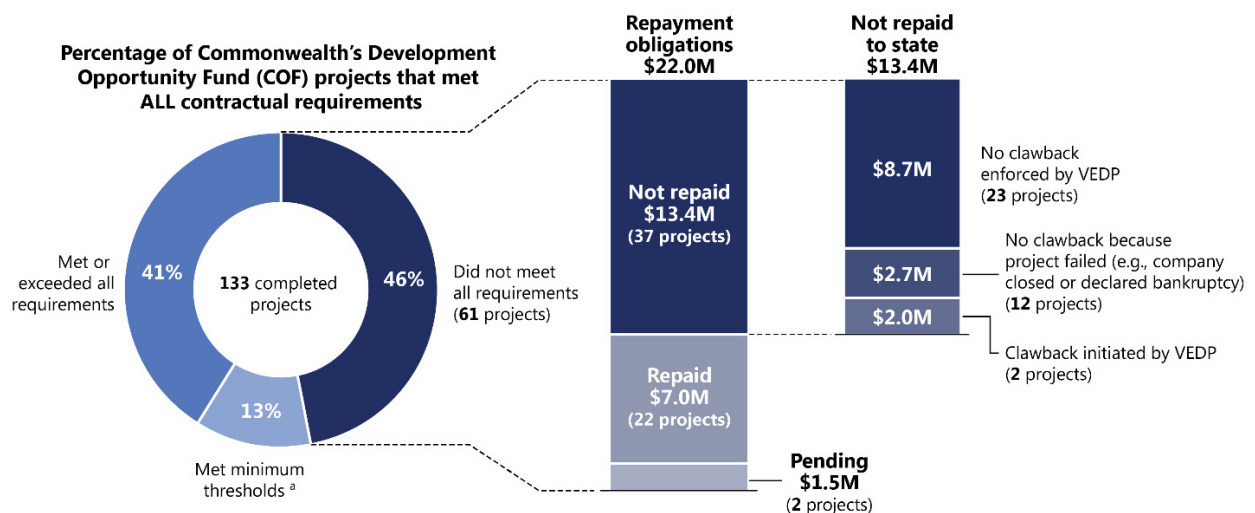 Percentage of Commonwealth's Development
Opportunity Fund (COF) projects that met
ALL contractual requirements
Met or
exceeded all
requirements
41%
133 completed
projects
46%
Did not meet
all requirements
(61 projects)
13%
Met minimum
thresholds a
Repayment
obligations
$22.0M
Not repaid
$13.4M
(37 projects)
Repaid
$7.0M
(22 projects)
Pending
$1.5M
(2 projects)
Not repaid
to state
$13.4M
$8.7M
No clawback
enforced by VEDP
(23 projects)
$2.7M
No clawback because
project failed (e.g., company
closed or declared bankruptcy)
(12 projects)
$2.0M
Clawback initiated by VEDP
(2 projects)